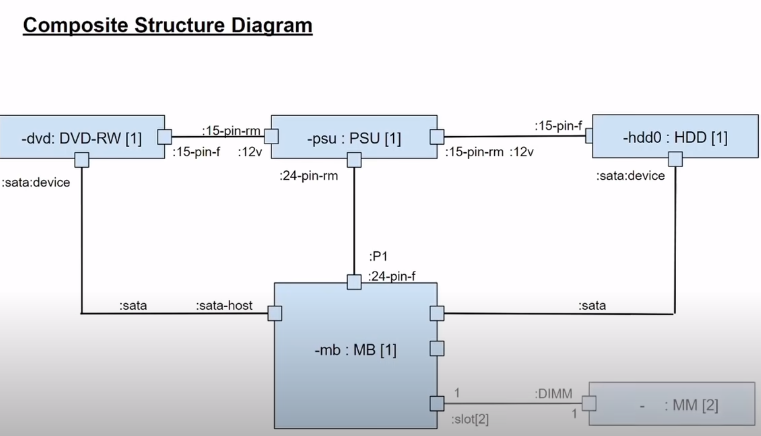 Composite Structure Diagram
-dvd: DVD-RW [1]
:15-pin-rm
:15-pin-f
:12v
-psu : PSU [1]
:15-pin-f
:15-pin-rm :12v
-hdd0 : HDD [1]
:sata:device
:24-pin-rm
:sata:device
:P1
:24-pin-f
:sata
:sata-host
:sata
-mb : MB [1]
1
:DIMM
:slot[2]
1
- : MM [2]